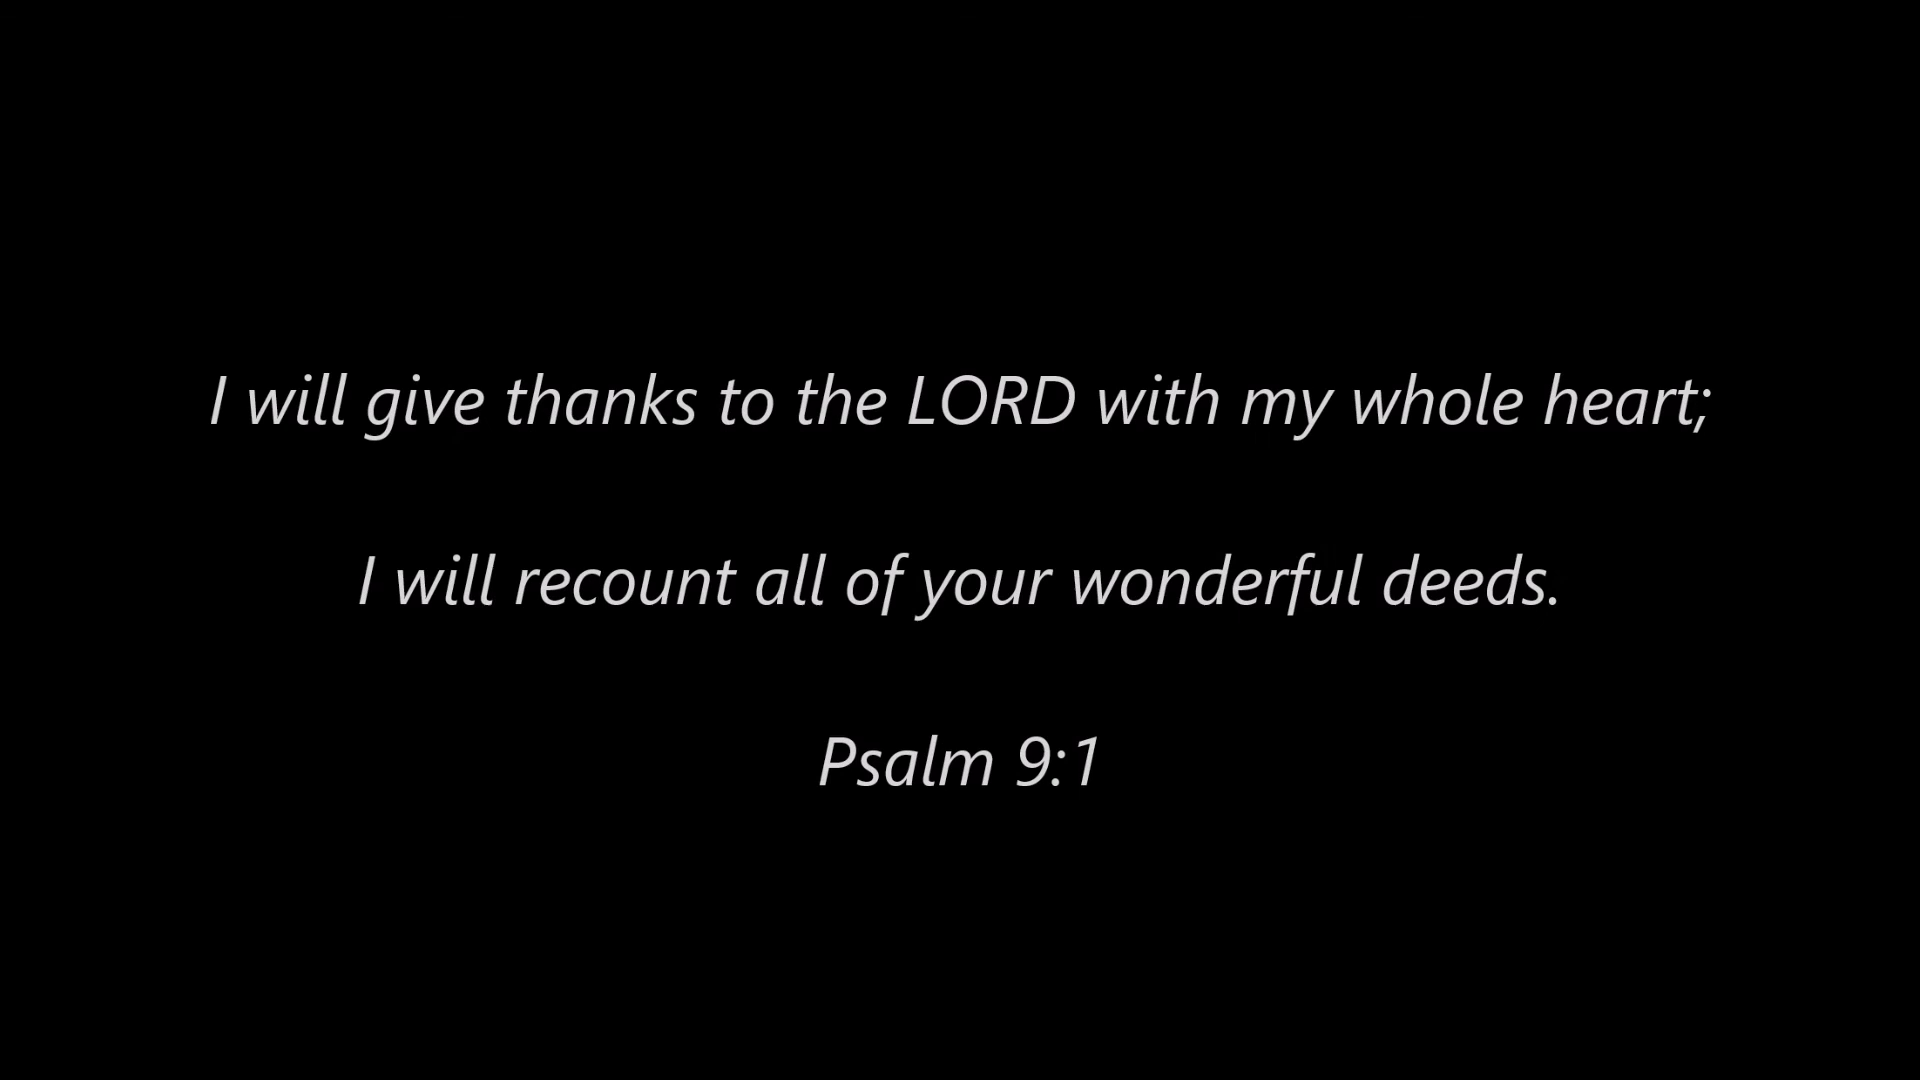 I will give thanks to the LORD with my whole heart;
I will recount all of your wonderful deeds.
Psalm 9:1